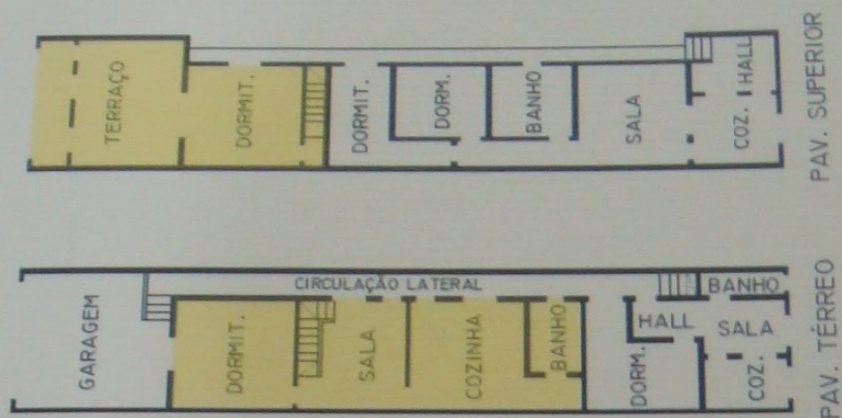 TERRAÇO
DORMIT.
DORMIT.
DORM.
BANHO
SALA
COZ.
HALL
PAV. SUPERIOR
GARAGEM
CIRCULAÇÃO LATERAL
DORMIT.
SALA
COZINHA
BANHO
DORM.
HALL
BANHO
SALA
COZ.
PAV. TÉRREO